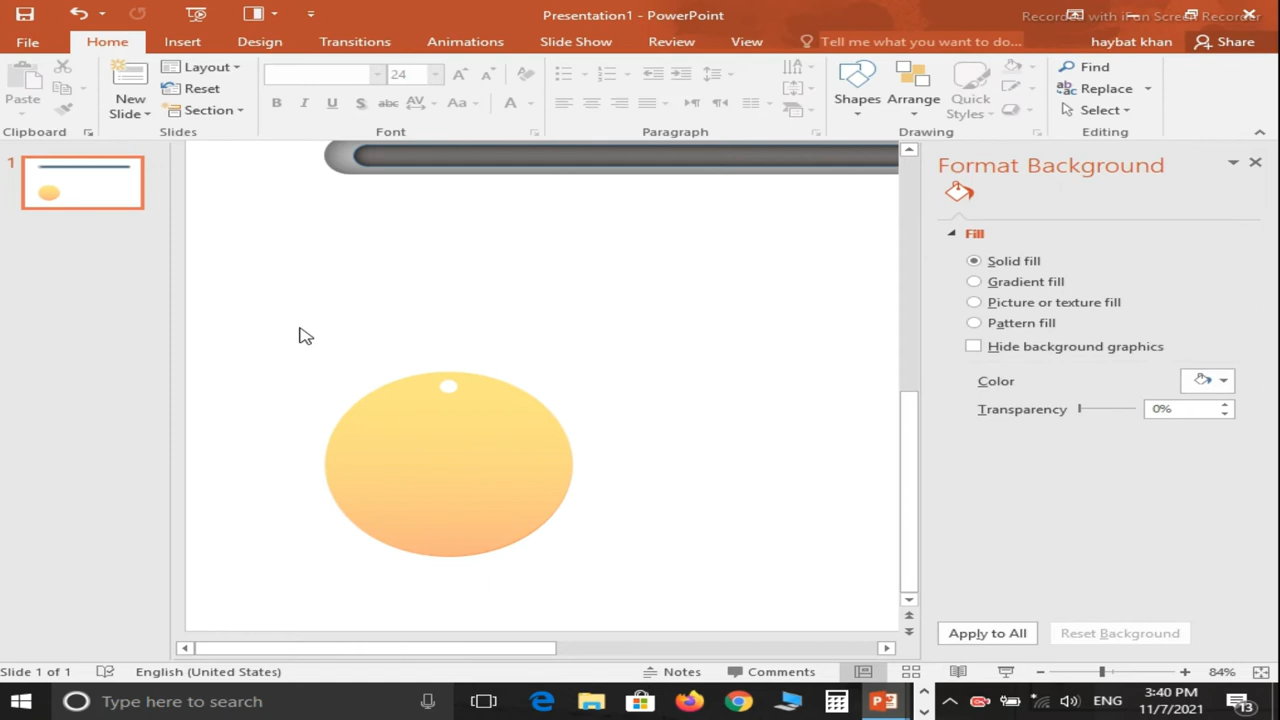 Presentation1 - PowerPoint
Recorded with iFun Screen Recorder
File
Home
Insert
Design
Transitions
Animations
Slide Show
Review
View
Tell me what you want to do...
haybat khan
Share
Paste
Clipboard
New
Slide
Layout
Reset
Section
Slides
24
B I U S abc AV Aa A
Font
Paragraph
Shapes
Arrange
Quick
Styles
Drawing
Find
Replace
Select
Editing
1
Format Background
Fill
Solid fill
Gradient fill
Picture or texture fill
Pattern fill
Hide background graphics
Color
Transparency
0%
Apply to All
Reset Background
Slide 1 of 1
English (United States)
Notes
Comments
84%
Type here to search
ENG
3:40 PM
11/7/2021
13